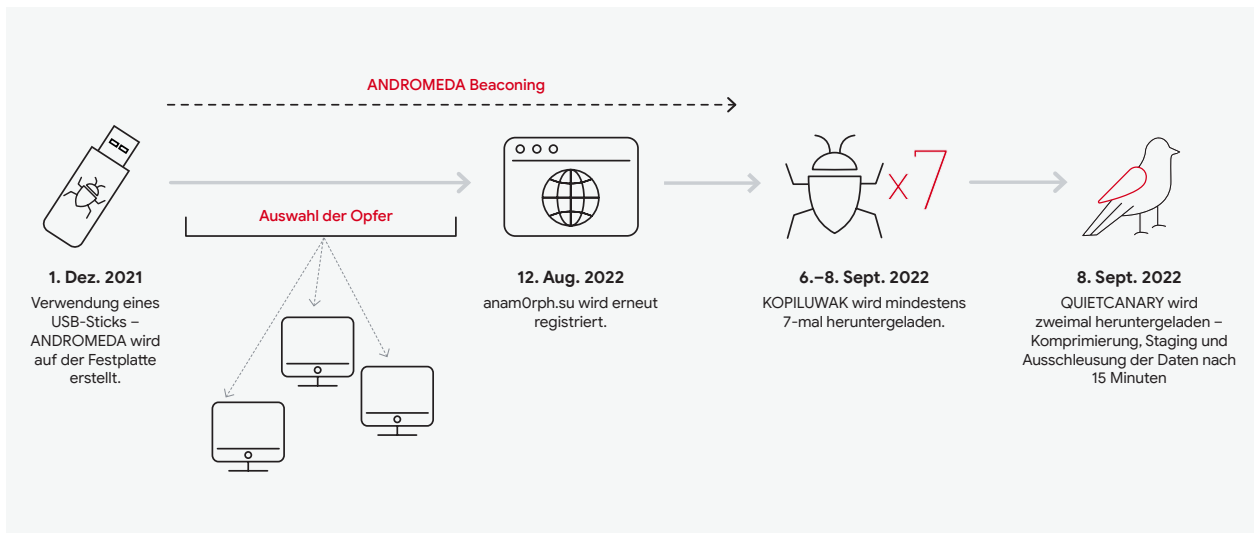 ANDROMEDA Beaconing
Auswahl der Opfer
x7
1. Dez. 2021
Verwendung eines
USB-Sticks –
ANDROMEDA wird
auf der Festplatte
erstellt.
12. Aug. 2022
anam0rph.su wird erneut
registriert.
6.–8. Sept. 2022
KOPILUWAK wird mindestens
7-mal heruntergeladen.
8. Sept. 2022
QUIETCANARY wird
zweimal heruntergeladen –
Komprimierung, Staging und
Ausschleusung der Daten nach
15 Minuten